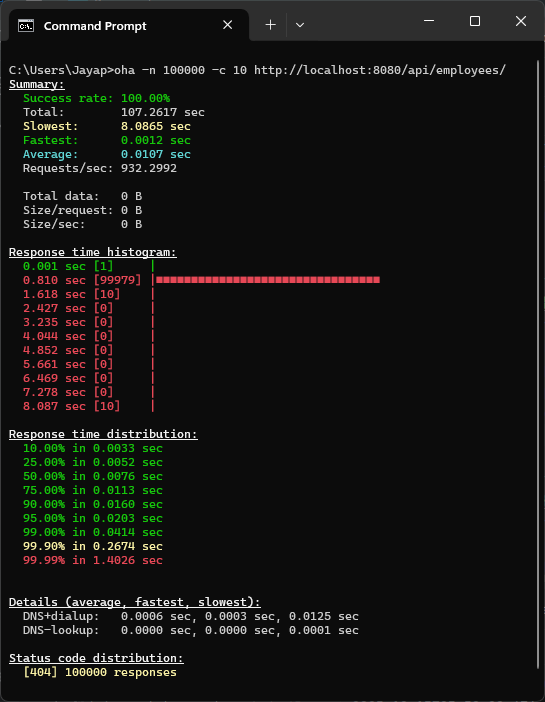 Command Prompt
C:\Users\Jayap>oha -n 100000 -c 10 http://localhost:8080/api/employees/
Summary:
Success rate: 100.00%
Total: 107.2617 sec
Slowest: 8.0865 sec
Fastest: 0.0012 sec
Average: 0.0107 sec
Requests/sec: 932.2992
Total data: 0 B
Size/request: 0 B
Size/sec: 0 B
Response time histogram:
0.001 sec [1] |
0.810 sec [99979] |■■■■■■■■■■■■■■■■■■■■■■■■■■■■■■■■
1.618 sec [10] |
2.427 sec [0] |
3.235 sec [0] |
4.044 sec [0] |
4.852 sec [0] |
5.661 sec [0] |
6.469 sec [0] |
7.278 sec [0] |
8.087 sec [10] |
Response time distribution:
10.00% in 0.0033 sec
25.00% in 0.0052 sec
50.00% in 0.0076 sec
75.00% in 0.0113 sec
90.00% in 0.0160 sec
95.00% in 0.0203 sec
99.00% in 0.0414 sec
99.90% in 0.2674 sec
99.99% in 1.4026 sec
Details (average, fastest, slowest):
DNS+dialup: 0.0006 sec, 0.0003 sec, 0.0125 sec
DNS-lookup: 0.0000 sec, 0.0000 sec, 0.0001 sec
Status code distribution:
[404] 100000 responses